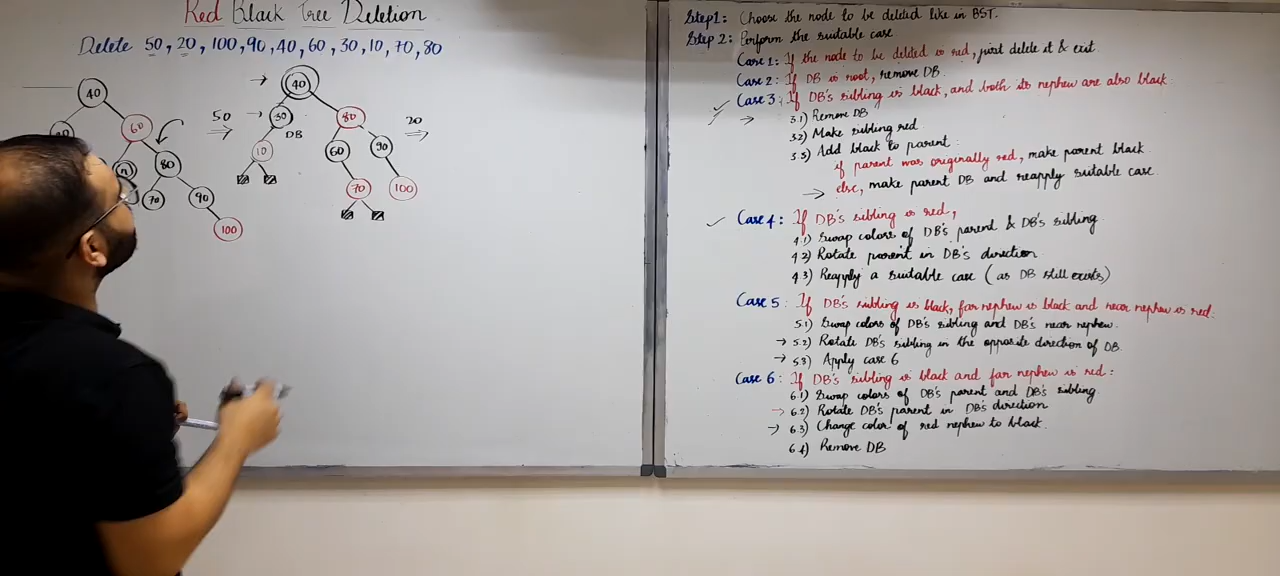 Red Black Tree Deletion
Delete 50, 20, 100, 90, 40, 60, 30, 10, 70, 80
40
60
n
80
70
90
100
50
40
30
DB
80
10
60
90
70
100
20
Step1: Choose the node to be deleted like in BST.
Step 2: Perform the suitable case.
Case 1: If the node to be deleted is red, just delete it & exit.
Case 2: If DB is root, remove DB.
Case 3: If DB's sibling is black, and both its nephew are also black:
3.1) Remove DB
3.2) Make sibling red.
3.3) Add black to parent:
if parent was originally red, make parent black.
else, make parent DB and reapply suitable case.
Case 4: If DB's sibling is red,
4.1) Swap colors of DB's parent & DB's sibling
4.2) Rotate parent in DB's direction
4.3) Reapply a suitable case (as DB still exists)
Case 5: If DB's sibling is black, far nephew is black and near nephew is red.
5.1) Swap colors of DB's sibling and DB's near nephew.
5.2) Rotate DB's sibling in the opposite direction of DB
5.3) Apply case 6
Case 6: If DB's sibling is black and far nephew is red:
6.1) Swap colors of DB's parent and DB's sibling
6.2) Rotate DB's parent in DB's direction
6.3) Change color of red nephew to black.
6.4) Remove DB